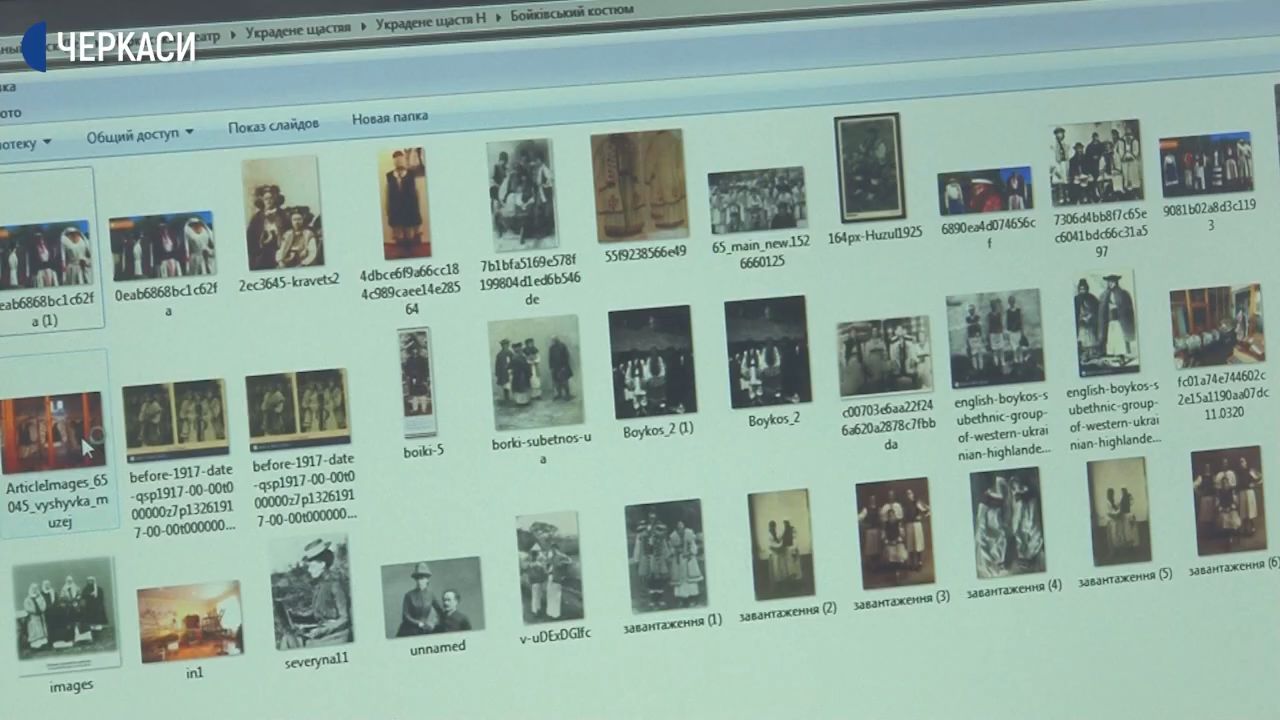 театр ▸ Украдене щастяя ▸ Украдене щастя Н ▸ Бойківський костюм
ЧЕРКАСИ
Общий доступ ▾ Показ слайдов Новая папка
0eab6868bc1c62f
a (1)
0eab6868bc1c62f
a
2ec3645-kravets2
4dbce6f9a66cc18
4c989caee14e285
64
7b1bfa5169e578f
199804d1ed6b546
de
55f9238566e49
65_main_new.152
6660125
164px-Huzul1925
6890ea4d074656c
f
7306d4bb8f7c65e
c6041bdc66c31a5
97
9081b02a8d3c119
3
ArticleImages_65
045_vyshyvka_m
uzej
before-1917-date
-qsp1917-00-00t0
00000z7p1326191
7-00-00t000000...
before-1917-date
-qsp1917-00-00t0
00000z7p1326191
7-00-00t000000...
boiki-5
borki-subetnos-u
a
Boykos_2 (1)
Boykos_2
c00703e6aa22f24
6a620a2878c7fbb
da
english-boykos-s
ubethnic-group-
of-western-ukrai
nian-highlande...
english-boykos-s
ubethnic-group-
of-western-ukrai
nian-highlande...
fc01a74e744602c
2e15a1190aa07dc
11.0320
images
in1
severyna11
unnamed
v-uDExDGIfc
завантаження (1)
завантаження (2)
завантаження (3)
завантаження (4)
завантаження (5)
завантаження (6)